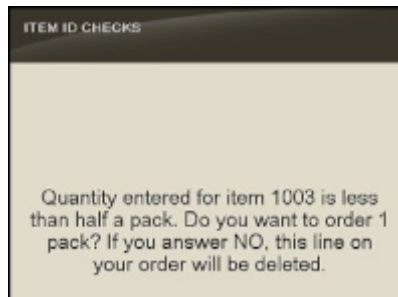 ITEM ID CHECKS
Quantity entered for item 1003 is less
than half a pack. Do you want to order 1
pack? If you answer NO, this line on
your order will be deleted.